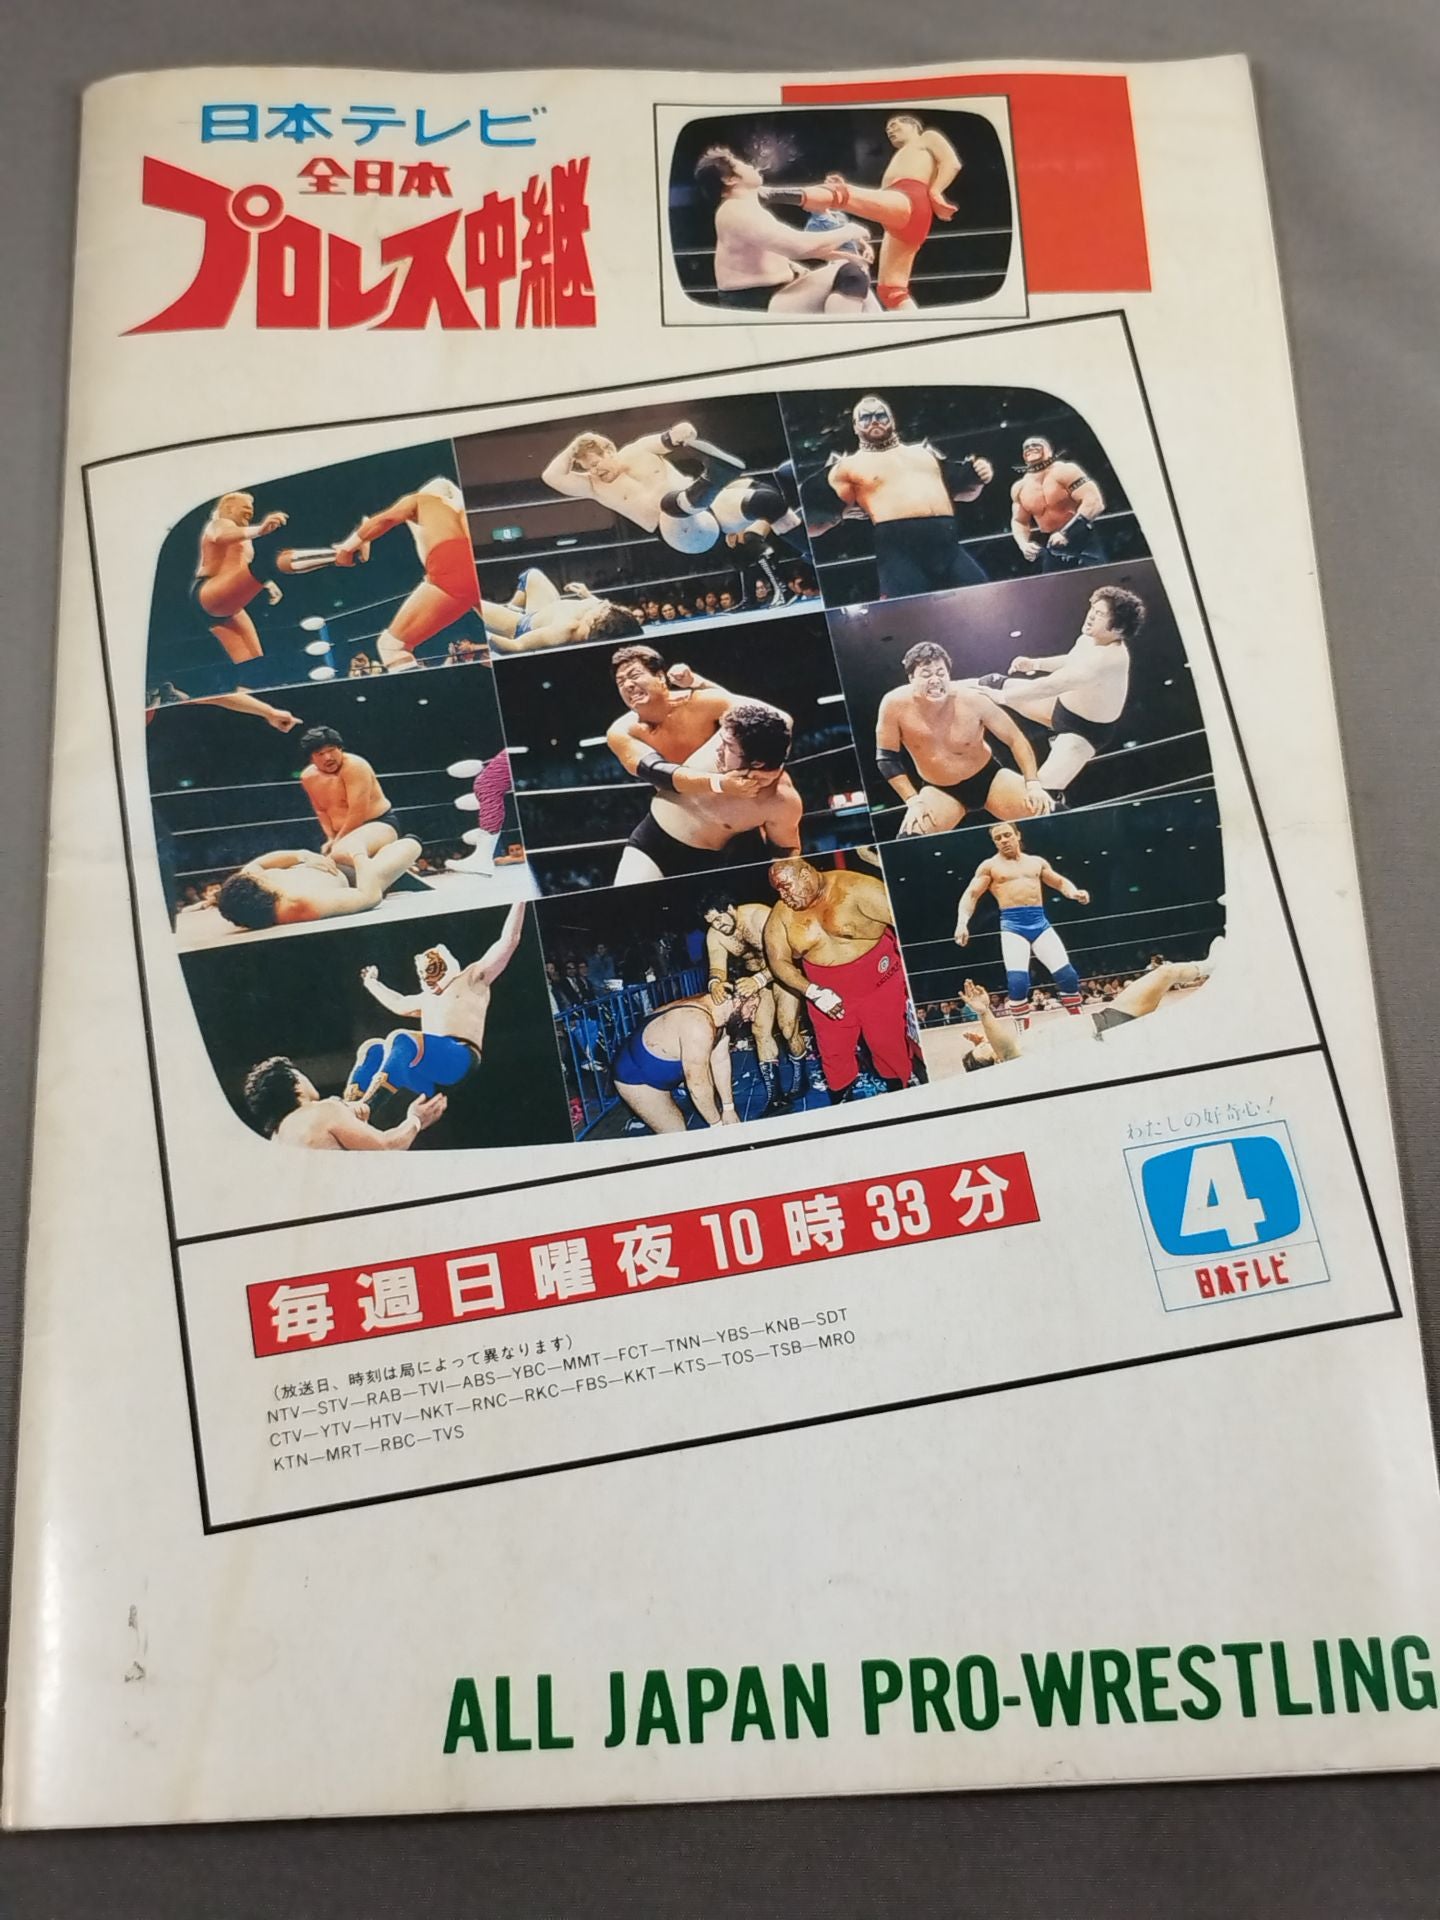 日本テレビ
全日本
プロレス中継
わたしの好奇心!
4
日本テレビ
毎週日曜夜10時33分
(放送日、時刻は局によって異なります)
NTV—STV—RAB—TVI—ABS—YBC—MMT—FCT—TNN—YBS—KNB—SDT
CTV—YTV—HTV—NKT—RNC—RKC—FBS—KKT—KTS—TOS—TSB—MRO
KTN—MRT—RBC—TVS
ALL JAPAN PRO-WRESTLING